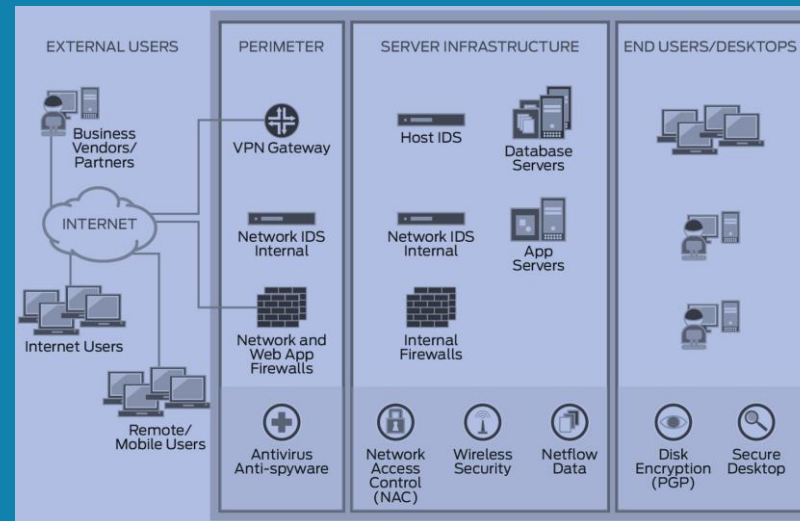 EXTERNAL USERS
Business
Vendors/
Partners
INTERNET
Internet Users
Remote/
Mobile Users
PERIMETER
VPN Gateway
Network IDS
Internal
Network and
Web App
Firewalls
Antivirus
Anti-spyware
SERVER INFRASTRUCTURE
Host IDS
Database
Servers
Network IDS
Internal
App
Servers
Internal
Firewalls
Network
Access
Control
(NAC)
Wireless
Security
Netflow
Data
END USERS/DESKTOPS
Disk
Encryption
(PGP)
Secure
Desktop